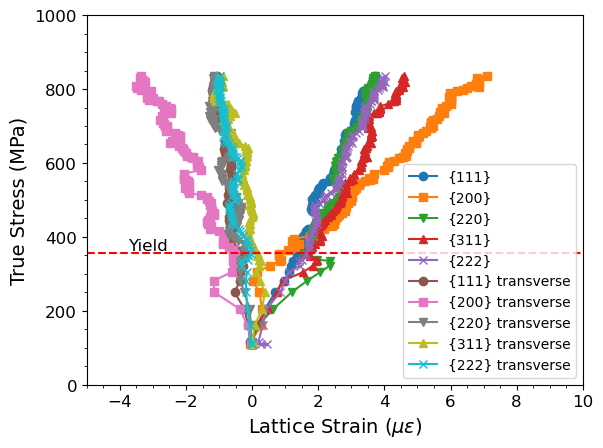 1000
800
600
400
200
0
True Stress (MPa)
Yield
{111}
{200}
{220}
{311}
{222}
{111} transverse
{200} transverse
{220} transverse
{311} transverse
{222} transverse
−4 −2 0 2 4 6 8 10
Lattice Strain (με)